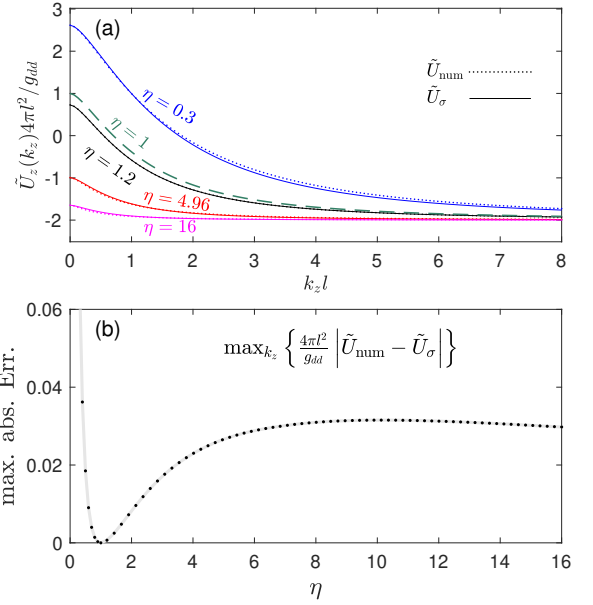 (a)
3
2
1
0
-1
-2
Ũ_z(k_z)4πl²/g_dd
η = 0.3
η = 1
η = 1.2
η = 4.96
η = 16
Ũ_num
Ũ_σ
0 1 2 3 4 5 6 7 8
k_z l
(b)
0.06
0.04
0.02
0
max. abs. Err.
max_{k_z} { 4πl²/g_dd |Ũ_num − Ũ_σ| }
0 2 4 6 8 10 12 14 16
η